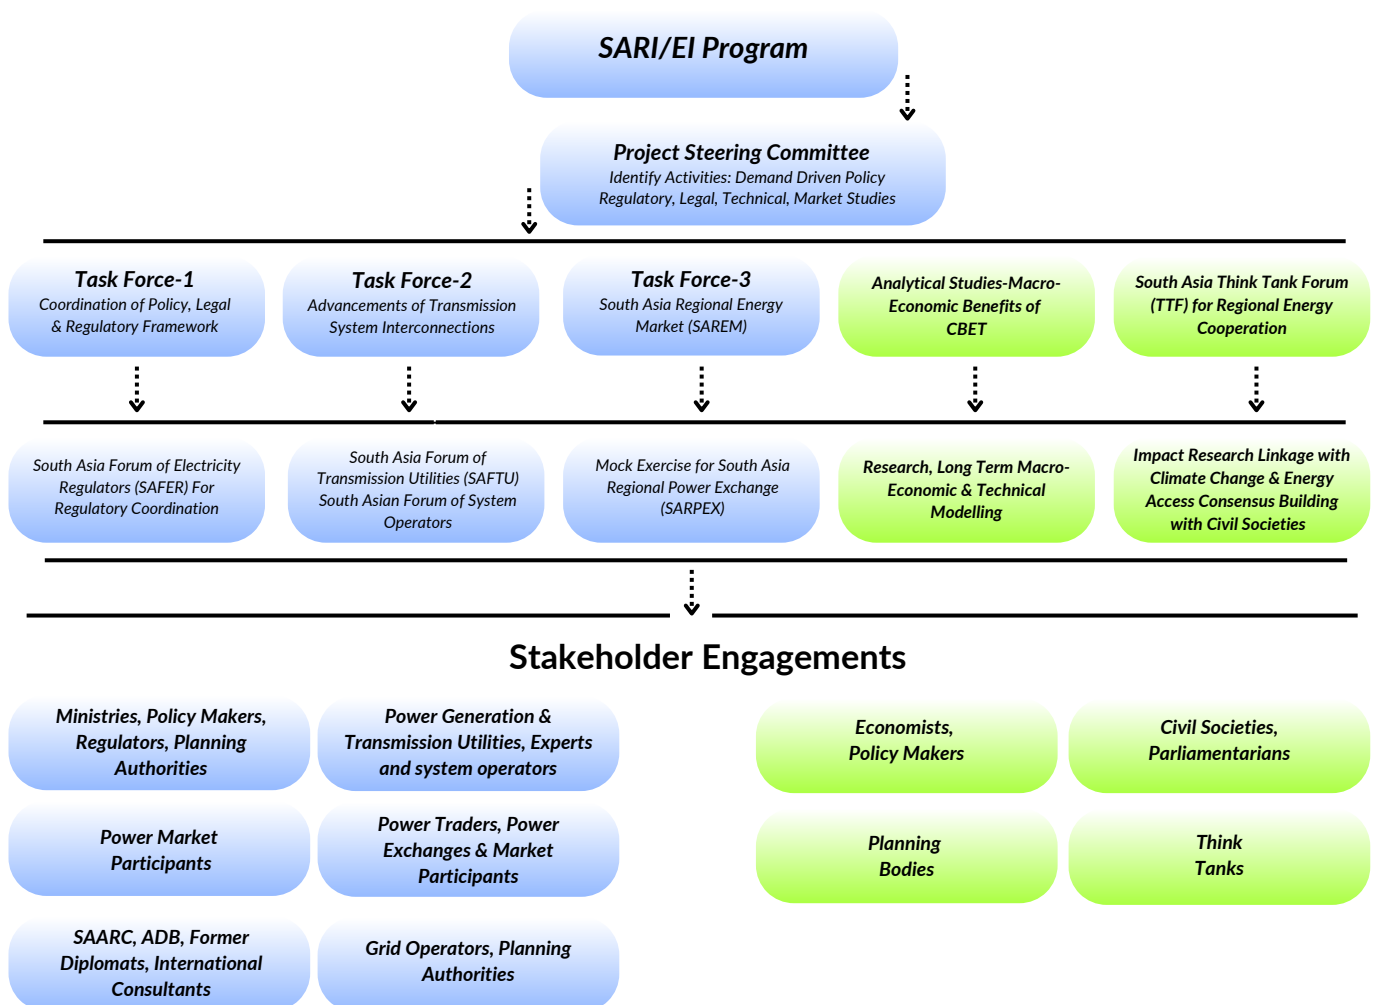 SARI/EI Program
Project Steering Committee
Identify Activities: Demand Driven Policy
Regulatory, Legal, Technical, Market Studies
Task Force-1
Coordination of Policy, Legal
& Regulatory Framework
Task Force-2
Advancements of Transmission
System Interconnections
Task Force-3
South Asia Regional Energy
Market (SAREM)
Analytical Studies-Macro-
Economic Benefits of
CBET
South Asia Think Tank Forum
(TTF) for Regional Energy
Cooperation
South Asia Forum of Electricity
Regulators (SAFER) For
Regulatory Coordination
South Asia Forum of
Transmission Utilities (SAFTU)
South Asian Forum of System
Operators
Mock Exercise for South Asia
Regional Power Exchange
(SARPEX)
Research, Long Term Macro-
Economic & Technical
Modelling
Impact Research Linkage with
Climate Change & Energy
Access Consensus Building
with Civil Societies
Stakeholder Engagements
Ministries, Policy Makers,
Regulators, Planning
Authorities
Power Generation &
Transmission Utilities, Experts
and system operators
Economists,
Policy Makers
Civil Societies,
Parliamentarians
Power Market
Participants
Power Traders, Power
Exchanges & Market
Participants
Planning
Bodies
Think
Tanks
SAARC, ADB, Former
Diplomats, International
Consultants
Grid Operators, Planning
Authorities